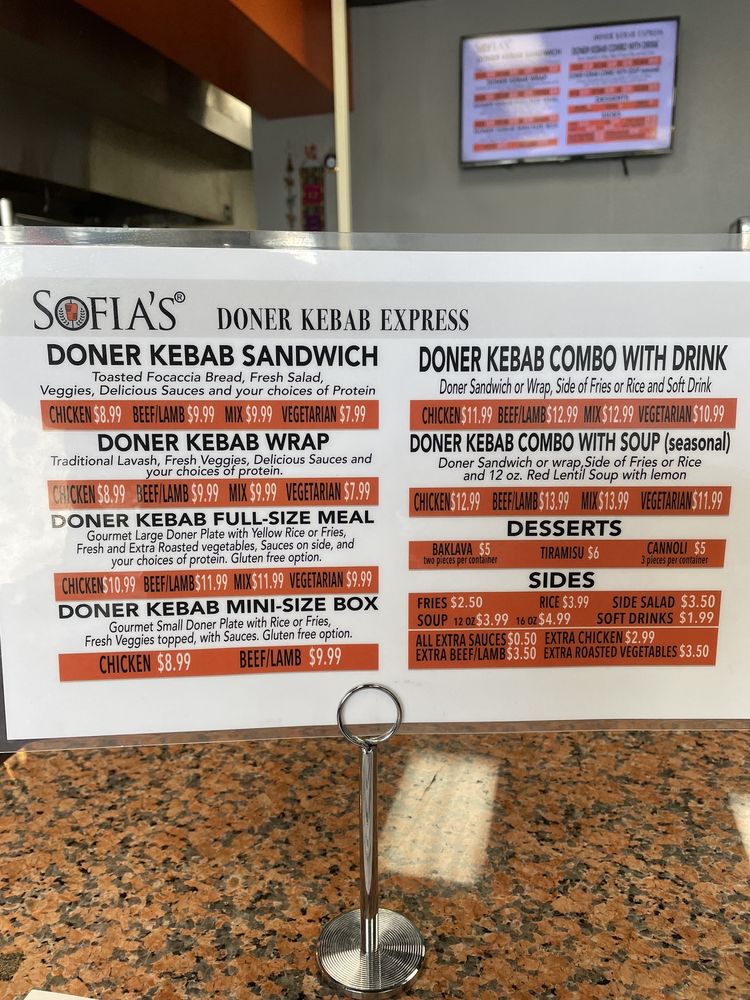 SOFIA'S® DONER KEBAB EXPRESS
DONER KEBAB SANDWICH
Toasted Focaccia Bread, Fresh Salad,
Veggies, Delicious Sauces and your choices of Protein
CHICKEN $8.99 BEEF/LAMB $9.99 MIX $9.99 VEGETARIAN $7.99
DONER KEBAB WRAP
Traditional Lavash, Fresh Veggies, Delicious Sauces and
your choices of protein.
CHICKEN $8.99 BEEF/LAMB $9.99 MIX $9.99 VEGETARIAN $7.99
DONER KEBAB FULL-SIZE MEAL
Gourmet Large Doner Plate with Yellow Rice or Fries,
Fresh and Extra Roasted vegetables, Sauces on side, and
your choices of protein. Gluten free option.
CHICKEN $10.99 BEEF/LAMB $11.99 MIX $11.99 VEGETARIAN $9.99
DONER KEBAB MINI-SIZE BOX
Gourmet Small Doner Plate with Rice or Fries,
Fresh Veggies topped, with Sauces. Gluten free option.
CHICKEN $8.99 BEEF/LAMB $9.99
DONER KEBAB COMBO WITH DRINK
Doner Sandwich or Wrap, Side of Fries or Rice and Soft Drink
CHICKEN $11.99 BEEF/LAMB $12.99 MIX $12.99 VEGETARIAN $10.99
DONER KEBAB COMBO WITH SOUP (seasonal)
Doner Sandwich or wrap, Side of Fries or Rice
and 12 oz. Red Lentil Soup with lemon
CHICKEN $12.99 BEEF/LAMB $13.99 MIX $13.99 VEGETARIAN $11.99
DESSERTS
BAKLAVA $5 TIRAMISU $6 CANNOLI $5
two pieces per container 3 pieces per container
SIDES
FRIES $2.50 RICE $3.99 SIDE SALAD $3.50
SOUP 12 OZ $3.99 16 OZ $4.99 SOFT DRINKS $1.99
ALL EXTRA SAUCES $0.50 EXTRA CHICKEN $2.99
EXTRA BEEF/LAMB $3.50 EXTRA ROASTED VEGETABLES $3.50